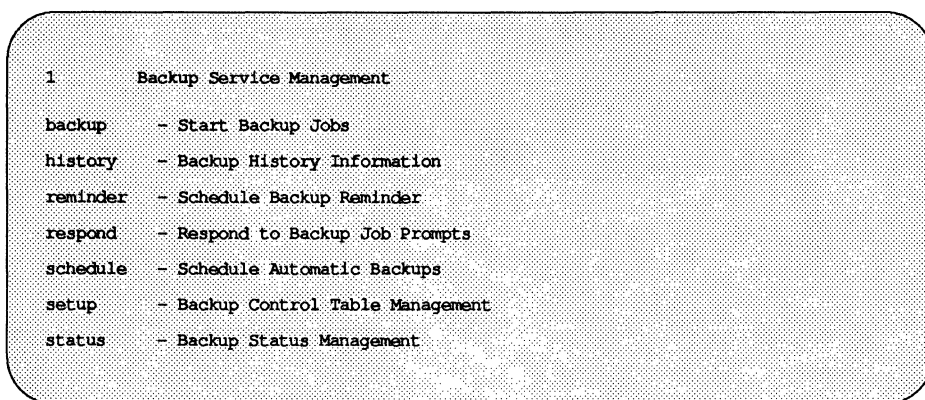 1 Backup Service Management
backup - Start Backup Jobs
history - Backup History Information
reminder - Schedule Backup Reminder
respond - Respond to Backup Job Prompts
schedule - Schedule Automatic Backups
setup - Backup Control Table Management
status - Backup Status Management